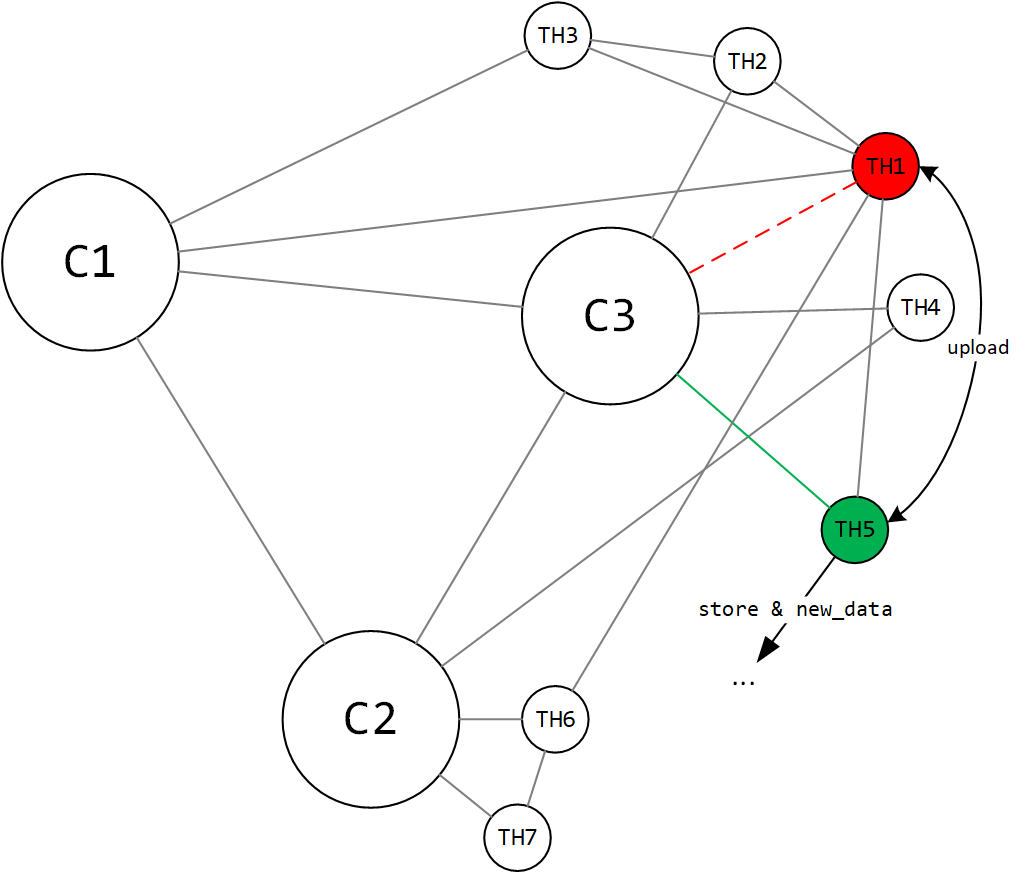 TH3
TH2
TH1
C1
C3
TH4
upload
TH5
store & new_data
...
C2
TH6
TH7